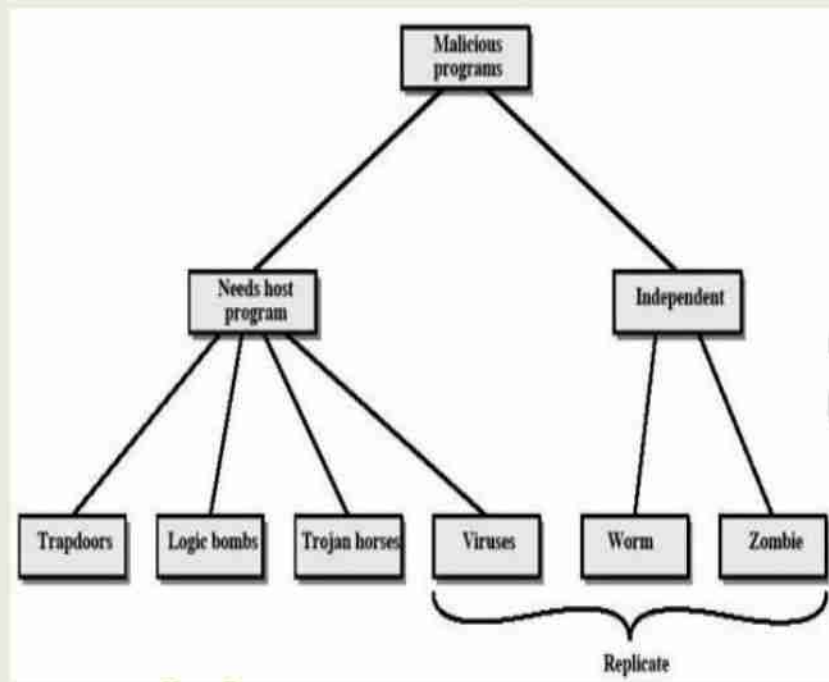 Malicious
programs
Needs host
program
Independent
Trapdoors
Logic bombs
Trojan horses
Viruses
Worm
Zombie
Replicate